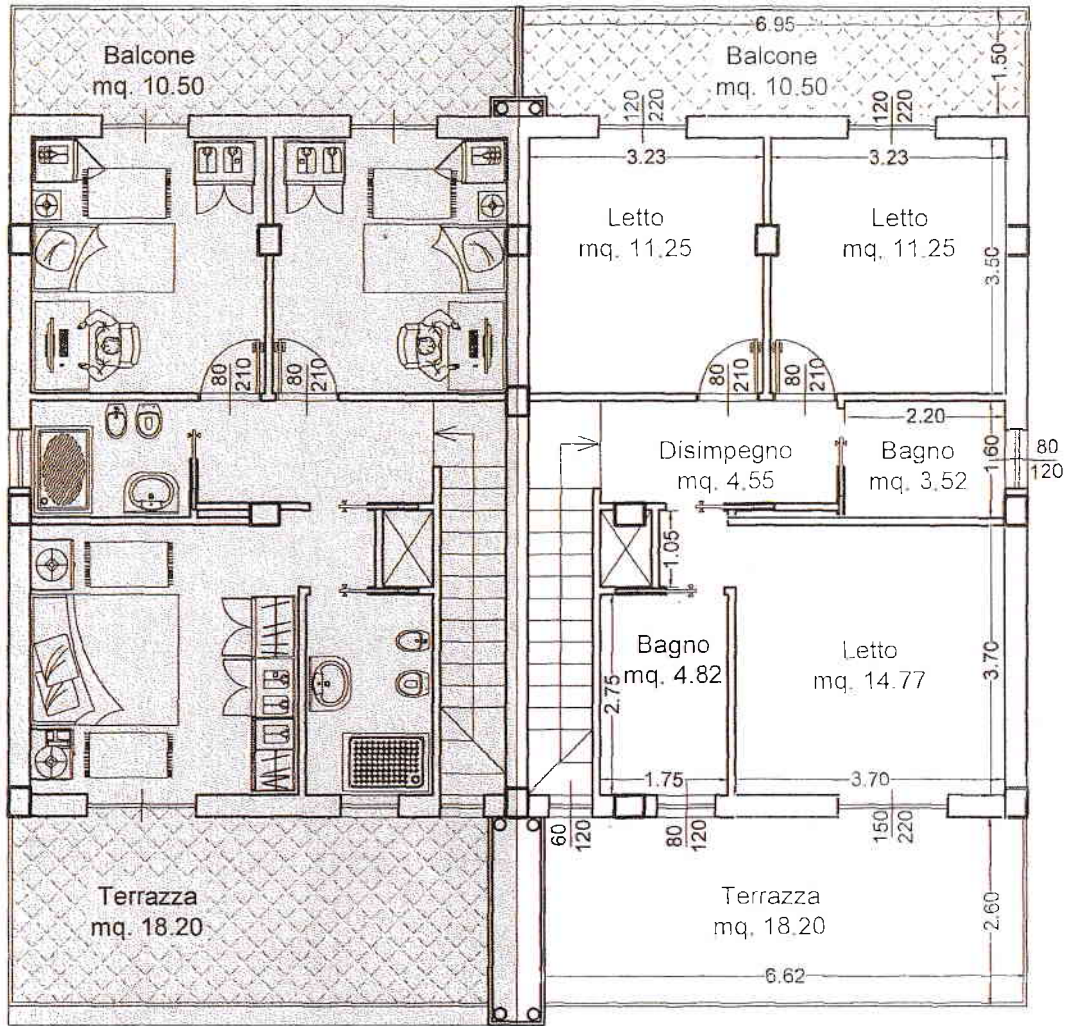 6.95
Balcone
mq. 10.50
Balcone
mq. 10.50
1.50
120
220
120
220
3.23
3.23
Letto
mq. 11.25
Letto
mq. 11.25
3.50
80
210
80
210
80
210
80
210
2.20
Disimpegno
mq. 4.55
Bagno
mq. 3.52
1.60
80
120
1.05
Bagno
mq. 4.82
Letto
mq. 14.77
2.75
3.70
1.75
3.70
60
120
80
120
150
220
Terrazza
mq. 18.20
Terrazza
mq. 18.20
2.60
6.62